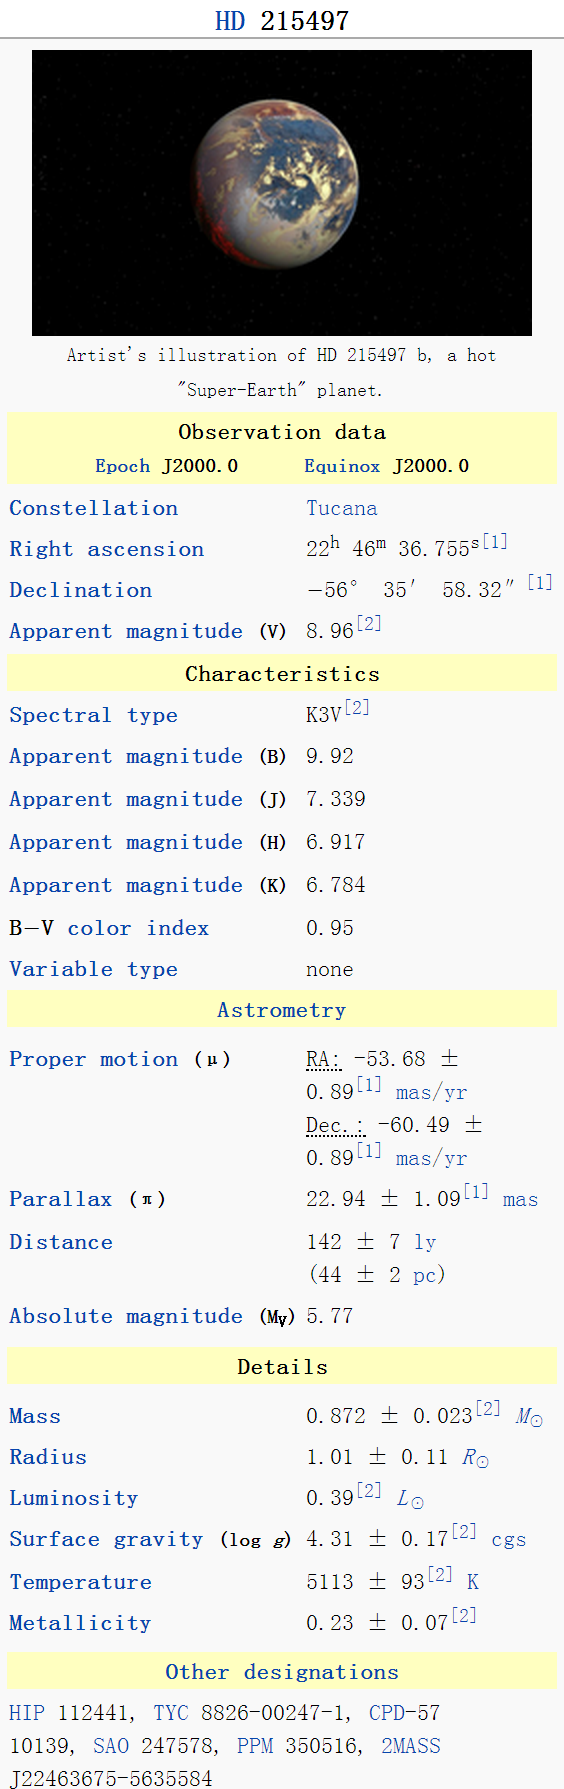 HD 215497
Artist's illustration of HD 215497 b, a hot
"Super-Earth" planet.
Observation data
Epoch J2000.0 Equinox J2000.0
Constellation Tucana
Right ascension 22h 46m 36.755s[1]
Declination −56° 35′ 58.32″[1]
Apparent magnitude (V) 8.96[2]
Characteristics
Spectral type K3V[2]
Apparent magnitude (B) 9.92
Apparent magnitude (J) 7.339
Apparent magnitude (H) 6.917
Apparent magnitude (K) 6.784
B−V color index 0.95
Variable type none
Astrometry
Proper motion (μ) RA: -53.68 ±
0.89[1] mas/yr
Dec.: -60.49 ±
0.89[1] mas/yr
Parallax (π) 22.94 ± 1.09[1] mas
Distance 142 ± 7 ly
(44 ± 2 pc)
Absolute magnitude (MV) 5.77
Details
Mass 0.872 ± 0.023[2] M☉
Radius 1.01 ± 0.11 R☉
Luminosity 0.39[2] L☉
Surface gravity (log g) 4.31 ± 0.17[2] cgs
Temperature 5113 ± 93[2] K
Metallicity 0.23 ± 0.07[2]
Other designations
HIP 112441, TYC 8826-00247-1, CPD-57
10139, SAO 247578, PPM 350516, 2MASS
J22463675-5635584